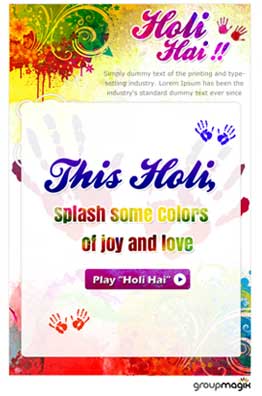 Holi
Hai !!
Simply dummy text of the printing and type-
setting industry. Lorem Ipsum has been the
industry's standard dummy text ever since
This Holi,
Splash some colors
of joy and love
Play "Holi Hai"
groupmagix